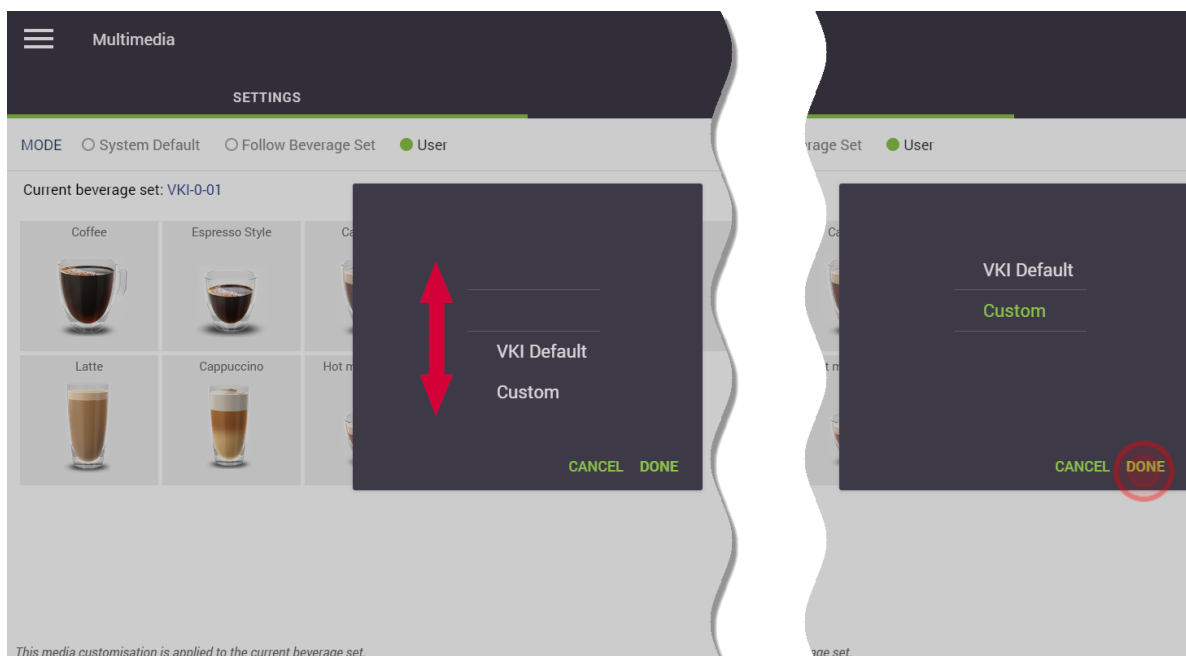 Multimedia
SETTINGS
MODE System Default Follow Beverage Set User
Current beverage set: VKI-0-01
Coffee Espresso Style Ca
Latte Cappuccino Hot m
VKI Default
Custom
CANCEL DONE
This media customisation is applied to the current beverage set.
rage Set User
Ca
VKI Default
Custom
t m
CANCEL DONE
age set.